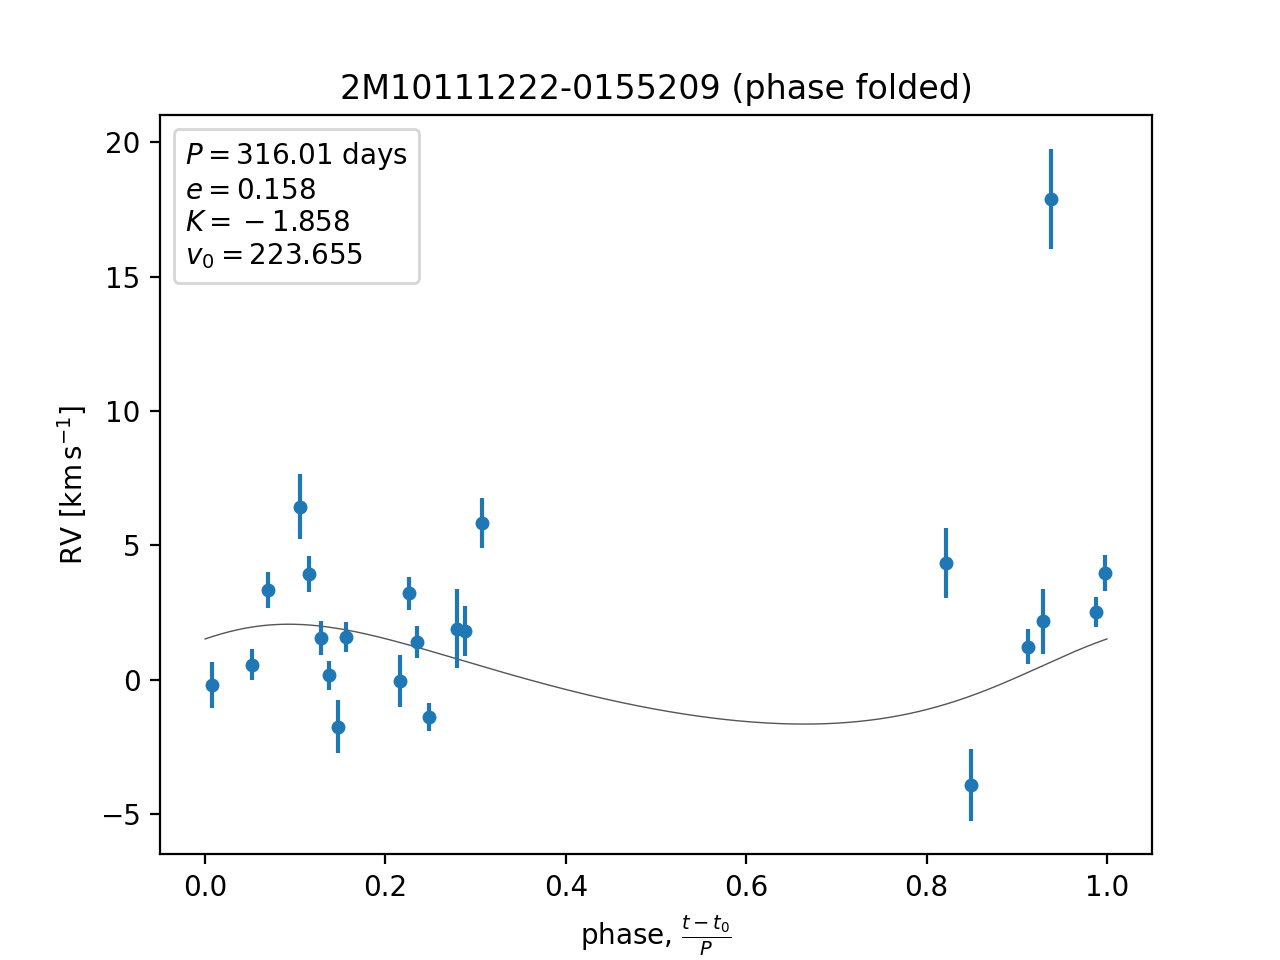 2M10111222-0155209 (phase folded)
P = 316.01 days
e = 0.158
K = −1.858
v₀ = 223.655
20
15
10
5
0
−5
RV [km s⁻¹]
0.0 0.2 0.4 0.6 0.8 1.0
phase, (t − t₀)/P